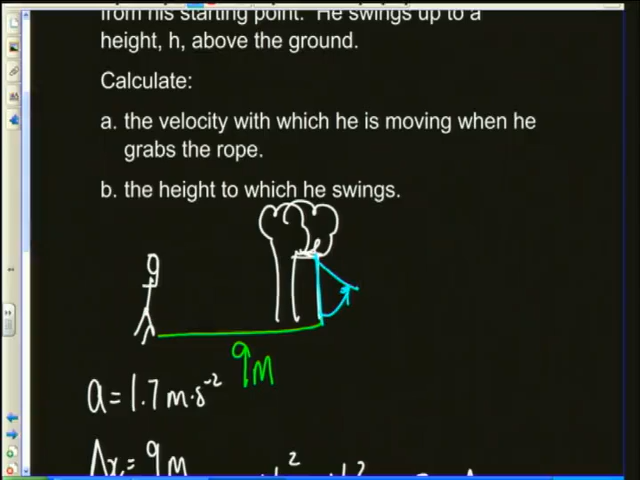 from his starting point. He swings up to a
height, h, above the ground.
Calculate:
a. the velocity with which he is moving when he
grabs the rope.
b. the height to which he swings.
9M
a = 1.7 m·s⁻²
Δx = 9M